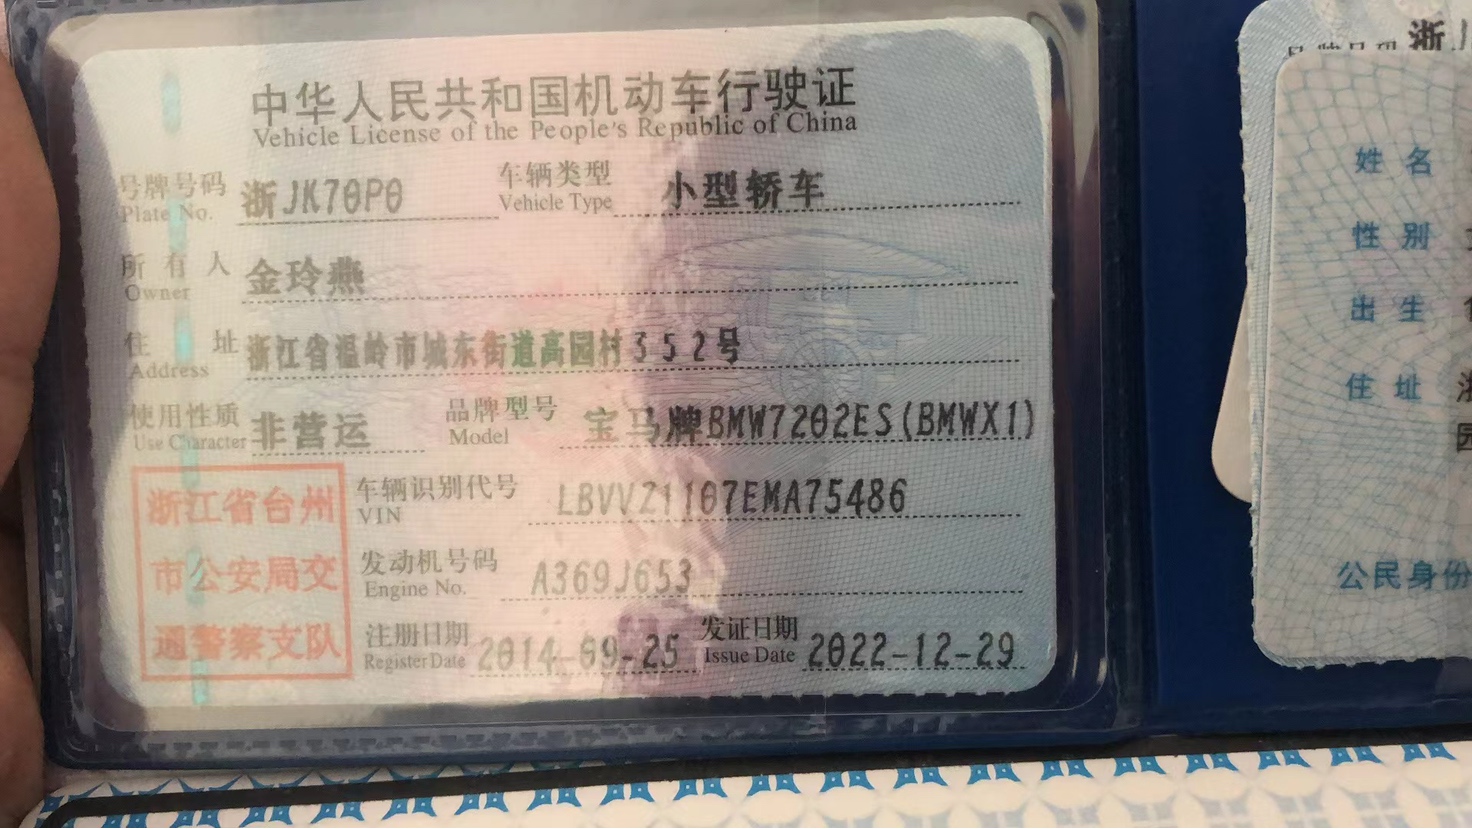 中华人民共和国机动车行驶证
Vehicle License of the People's Republic of China
号牌号码 浙JK70P0 车辆类型 小型轿车
Plate No. Vehicle Type
所有人 金玲燕
Owner
住址 浙江省温岭市城东街道高园村352号
Address
使用性质 非营运 品牌型号 宝马牌BMW7202ES(BMWX1)
Use Character Model
浙江省台州
市公安局交
通警察支队
车辆识别代号 LBVVZ1107EMA75486
VIN
发动机号码 A369J653
Engine No.
注册日期 2014-09-25 发证日期 2022-12-29
Register Date Issue Date
号牌号码 浙J
姓名
性别
出生
住址
园
公民身份